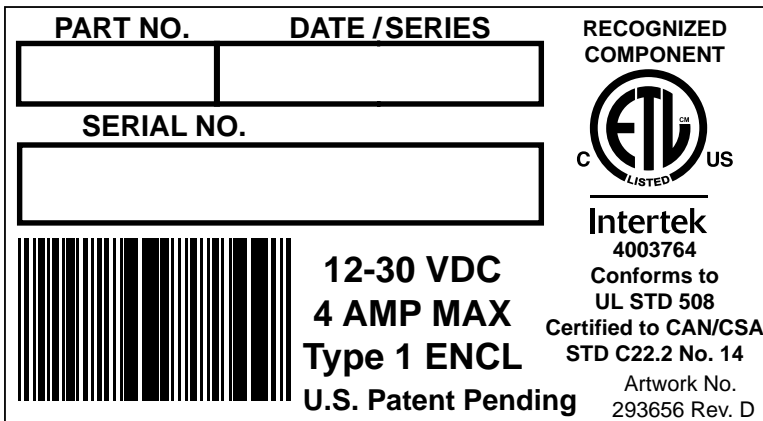 PART NO.
DATE / SERIES
SERIAL NO.
12-30 VDC
4 AMP MAX
Type 1 ENCL
U.S. Patent Pending
RECOGNIZED
COMPONENT
ETL CM
C US
LISTED
Intertek
4003764
Conforms to
UL STD 508
Certified to CAN/CSA
STD C22.2 No. 14
Artwork No.
293656 Rev. D